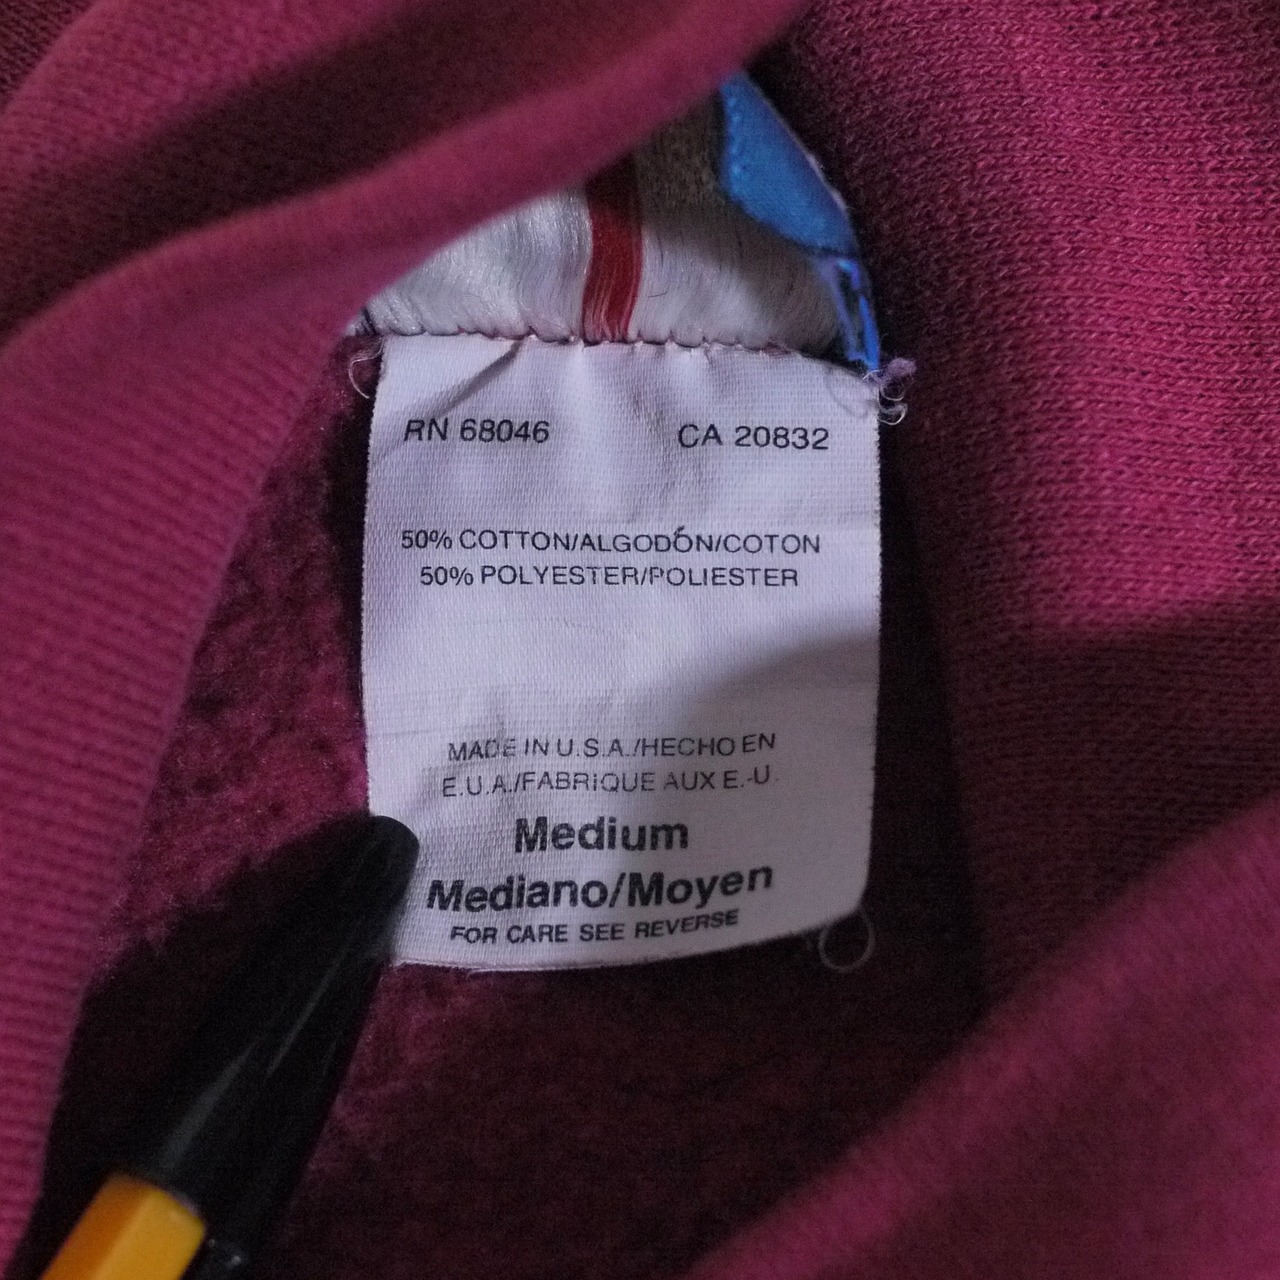 RN 68046 CA 20832
50% COTTON/ALGODÓN/COTON
50% POLYESTER/POLIESTER
MADE IN U.S.A./HECHO EN
E.U.A./FABRIQUE AUX E.-U.
Medium
Mediano/Moyen
FOR CARE SEE REVERSE